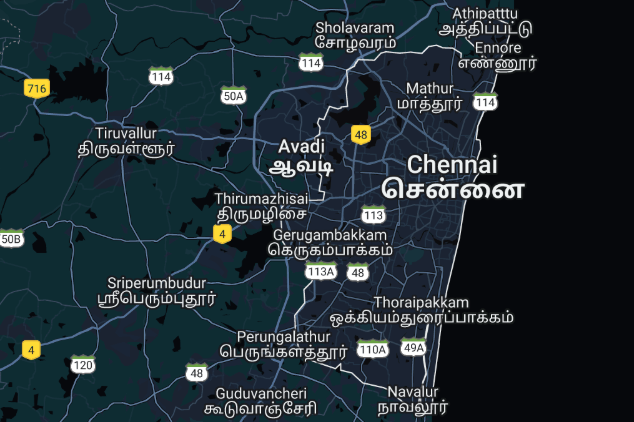 Athipatttu
அத்திப்பட்டு
Sholavaram
சோழவரம்
Ennore
எண்ணூர்
114
114
716
50A
Mathur
மாத்தூர்
114
48
Tiruvallur
திருவள்ளூர்
Avadi
ஆவடி
Chennai
சென்னை
Thirumazhisai
திருமழிசை
113
4
50B
Gerugambakkam
கெருகம்பாக்கம்
113A
48
Sriperumbudur
ஸ்ரீபெரும்புதூர்
Thoraipakkam
ஒக்கியம்துரைப்பாக்கம்
Perungalathur
பெருங்களத்தூர்
110A
49A
4
120
48
Guduvancheri
கூடுவாஞ்சேரி
Navalur
நாவலூர்